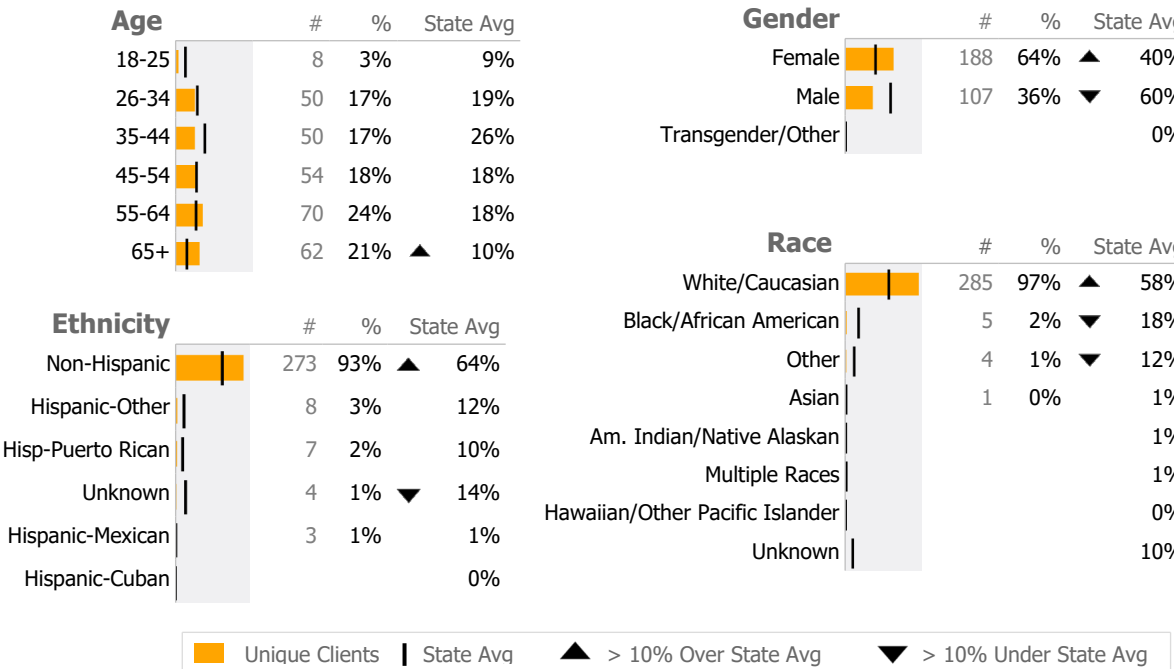 Age # % State Avg
18-25 8 3% 9%
26-34 50 17% 19%
35-44 50 17% 26%
45-54 54 18% 18%
55-64 70 24% 18%
65+ 62 21% ▲ 10%
Ethnicity # % State Avg
Non-Hispanic 273 93% ▲ 64%
Hispanic-Other 8 3% 12%
Hisp-Puerto Rican 7 2% 10%
Unknown 4 1% ▼ 14%
Hispanic-Mexican 3 1% 1%
Hispanic-Cuban 0%
Gender # % State Avg
Female 188 64% ▲ 40%
Male 107 36% ▼ 60%
Transgender/Other 0%
Race # % State Avg
White/Caucasian 285 97% ▲ 58%
Black/African American 5 2% ▼ 18%
Other 4 1% ▼ 12%
Asian 1 0% 1%
Am. Indian/Native Alaskan 1%
Multiple Races 1%
Hawaiian/Other Pacific Islander 0%
Unknown 10%
Unique Clients | State Avg ▲ > 10% Over State Avg ▼ > 10% Under State Avg